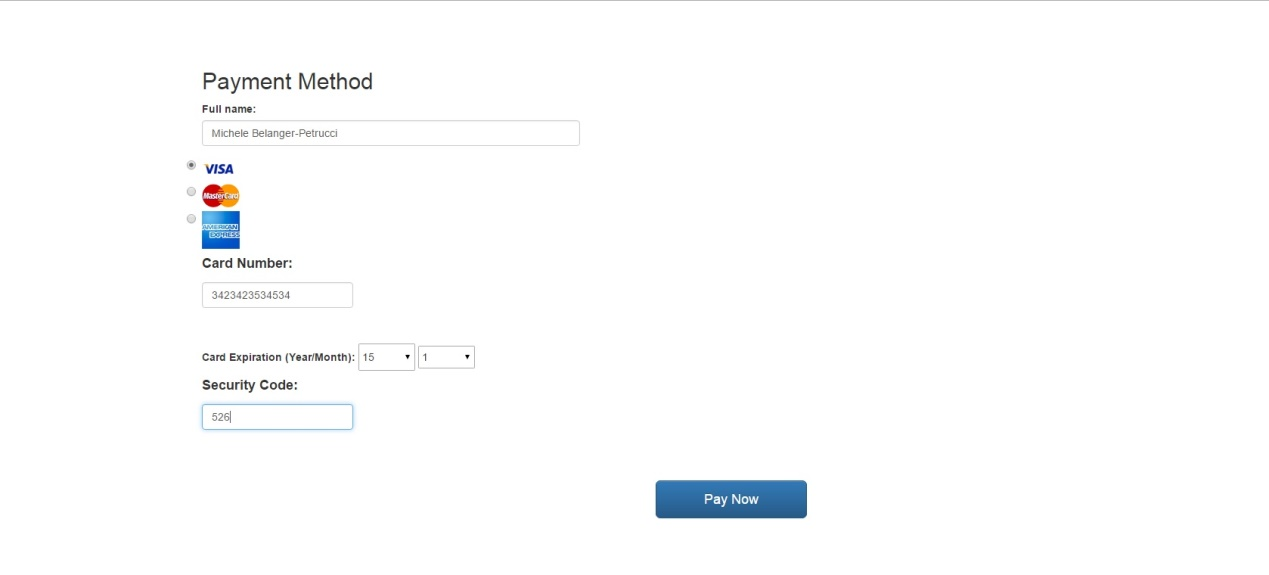 Payment Method
Full name:
Michele Belanger-Petrucci
VISA
MasterCard
AMERICAN
EXPRESS
Card Number:
3423423534534
Card Expiration (Year/Month): 15 1
Security Code:
526
Pay Now